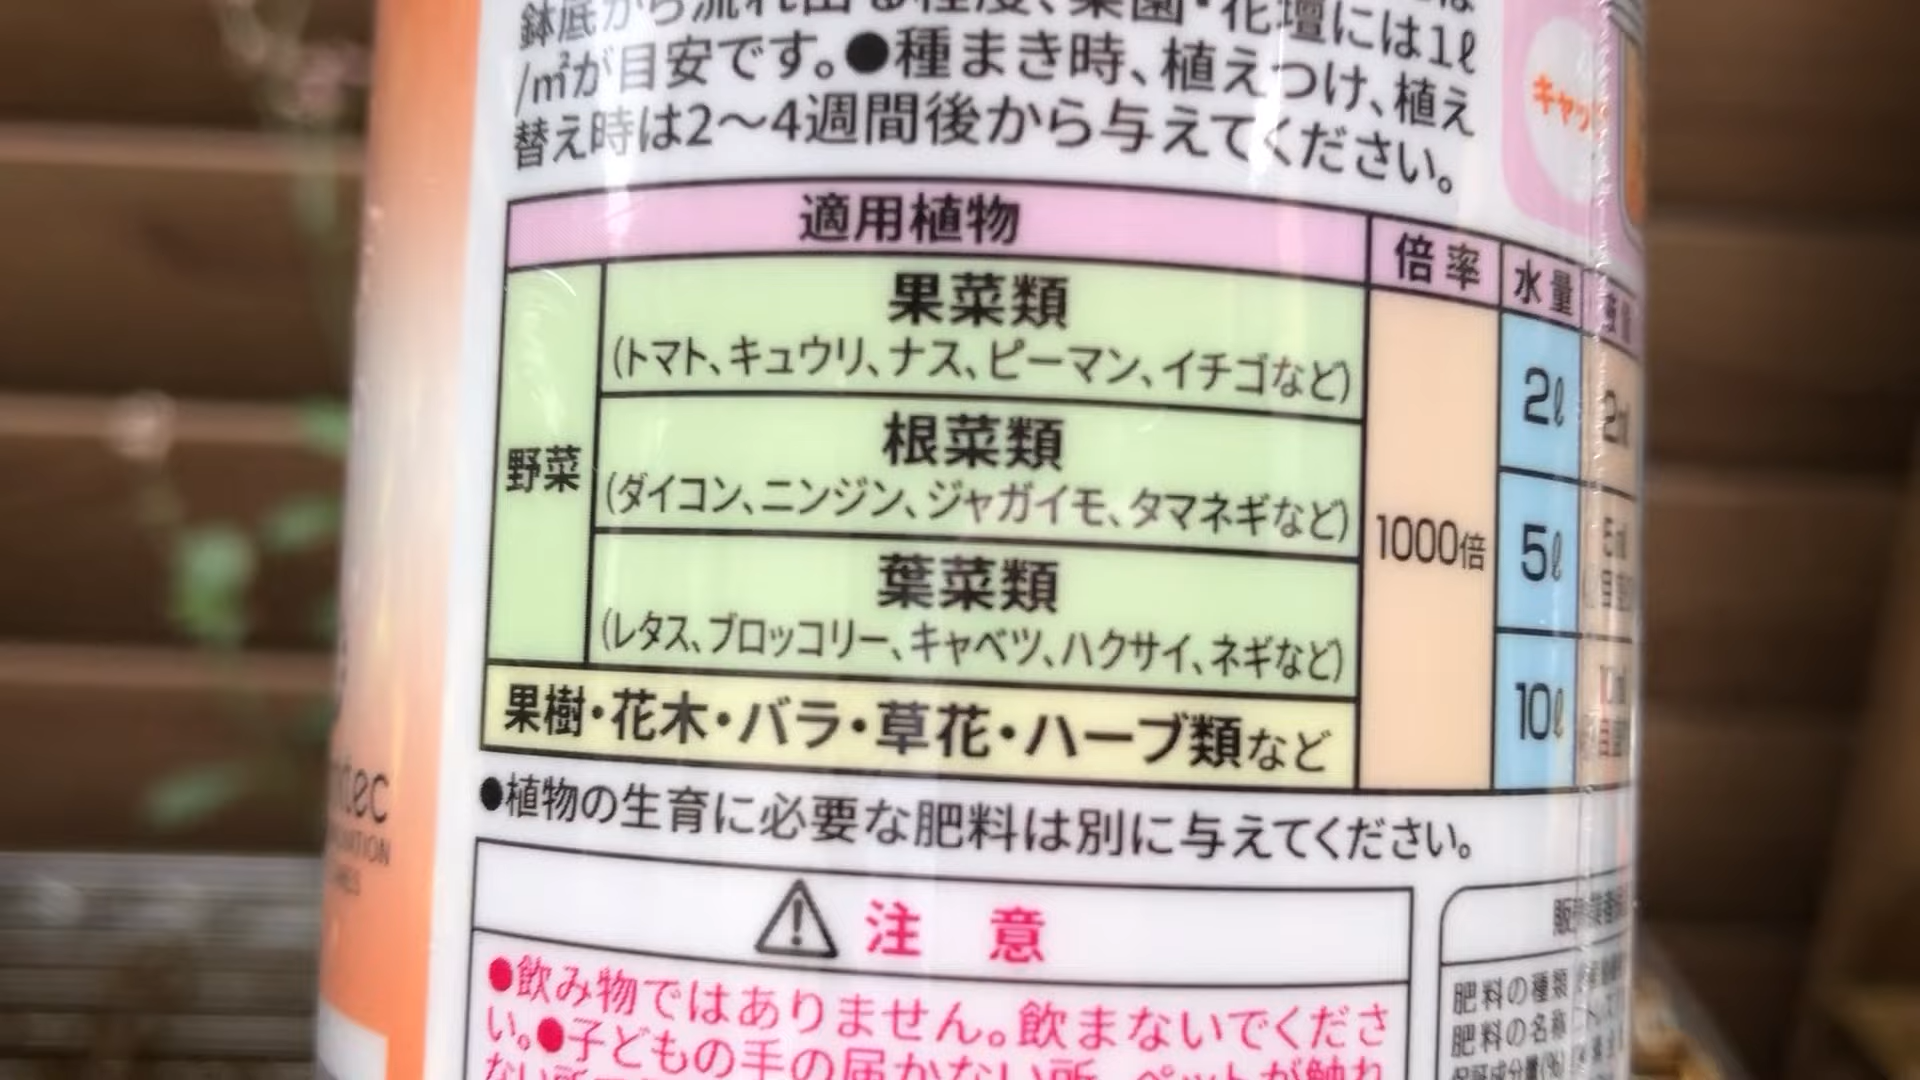 鉢底から流れ出る程度、菜園・花壇には1ℓ
/㎡が目安です。●種まき時、植えつけ、植え
替え時は2〜4週間後から与えてください。
キャッ
適用植物 倍率 水量
野菜
果菜類
(トマト、キュウリ、ナス、ピーマン、イチゴなど)
根菜類
(ダイコン、ニンジン、ジャガイモ、タマネギなど)
葉菜類
(レタス、ブロッコリー、キャベツ、ハクサイ、ネギなど)
果樹・花木・バラ・草花・ハーブ類など
1000倍
2ℓ 2㎖
5ℓ 5㎖
10ℓ
●植物の生育に必要な肥料は別に与えてください。
注意
●飲み物ではありません。飲まないでくださ
い。●子どもの手の届かない所、ペットが触れ
肥料の種類
肥料の名称